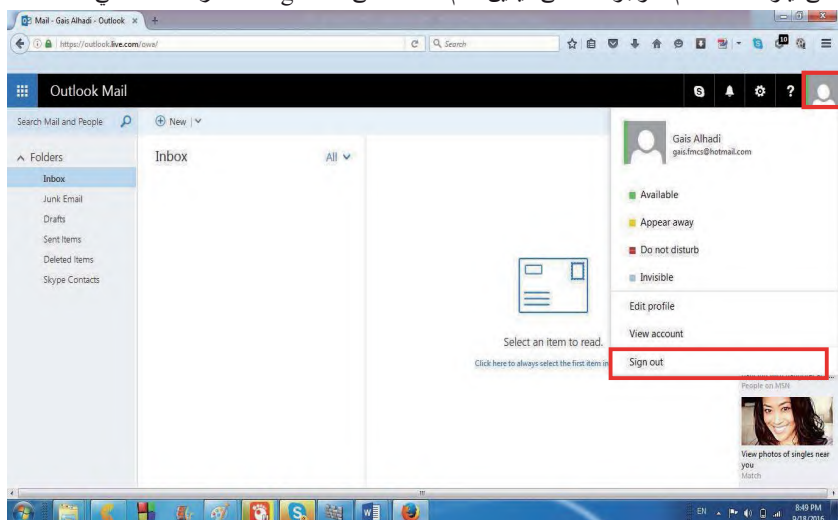 Mail - Gais Alhadi - Outlook
https://outlook.live.com/owa/
Search
10
Outlook Mail
?
Search Mail and People
New
Gais Alhadi
gais.fmcs@hotmail.com
Folders
Inbox
All
Inbox
Junk Email
Drafts
Sent Items
Deleted Items
Skype Contacts
Available
Appear away
Do not disturb
Invisible
Edit profile
View account
Sign out
Select an item to read.
Click here to always select the first item in
People on MSN
View photos of singles near
you
Match
EN
8:49 PM
9/18/2016